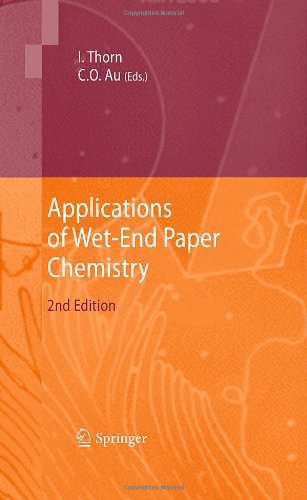 I. Thorn
C.O. Au (Eds.)
Applications
of Wet-End Paper
Chemistry
2nd Edition
Springer